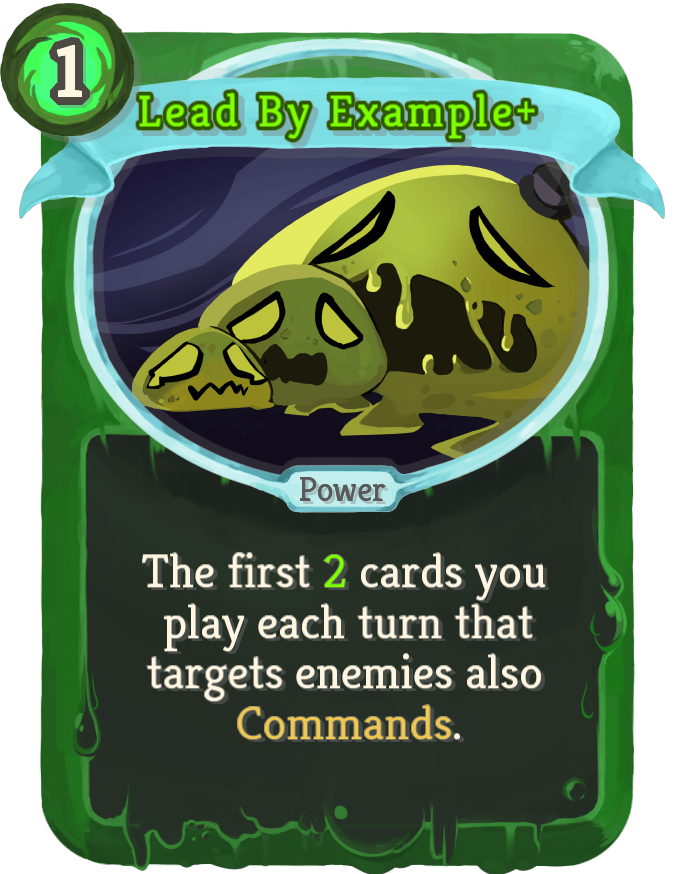 1
Lead By Example+
Power
The first 2 cards you
play each turn that
targets enemies also
Commands.